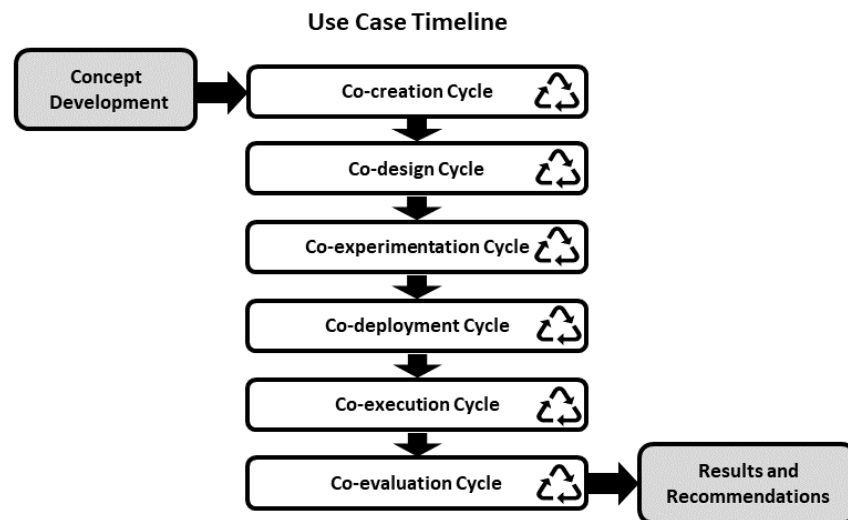 Use Case Timeline
Concept
Development
Co-creation Cycle
Co-design Cycle
Co-experimentation Cycle
Co-deployment Cycle
Co-execution Cycle
Co-evaluation Cycle
Results and
Recommendations